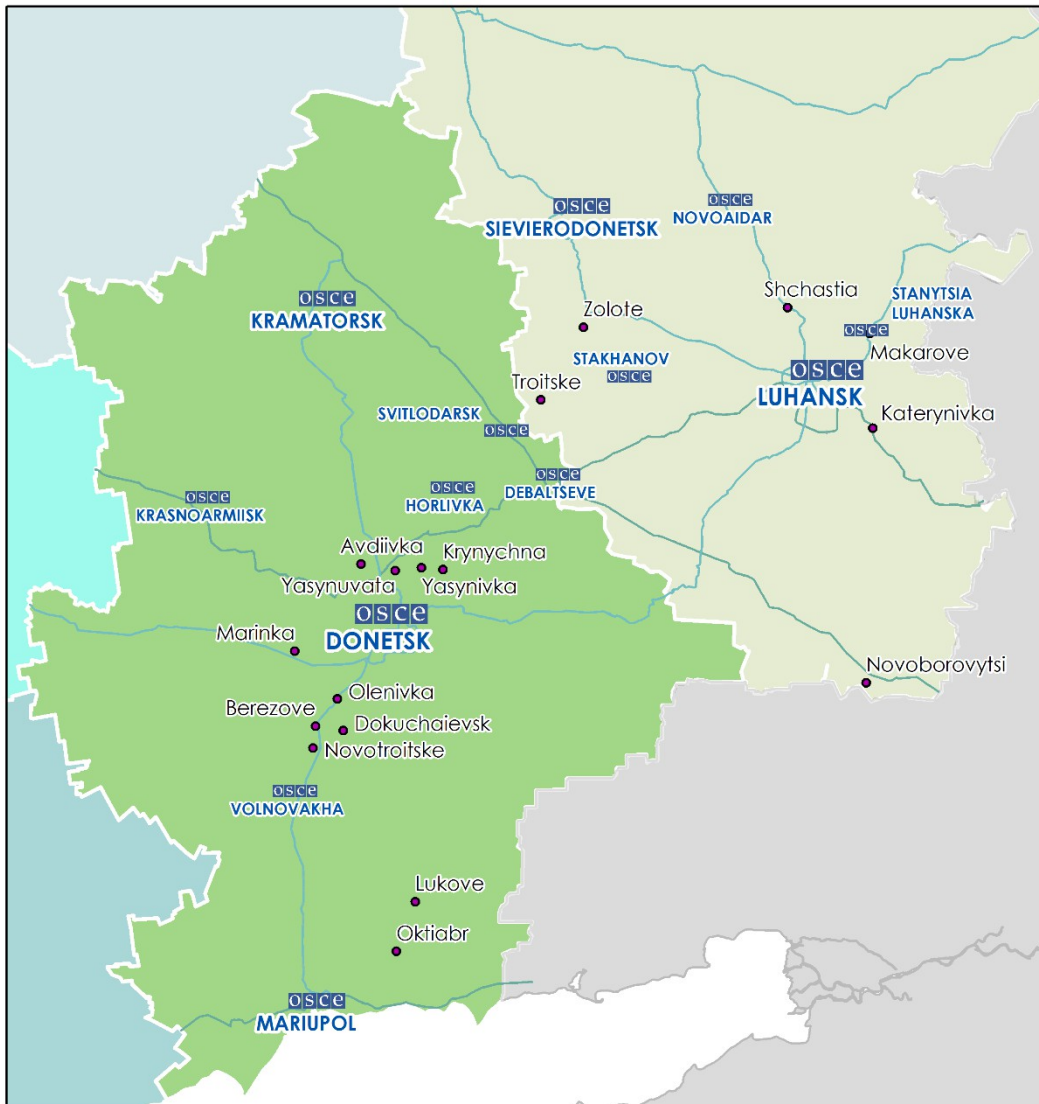 osce
SIEVIERODONETSK
osce
NOVOAIDAR
osce
KRAMATORSK
Zolote
Shchastia
STANYTSIA
LUHANSKA
osce
Makarove
STAKHANOV
osce
osce
LUHANSK
Troitske
SVITLODARSK
osce
Katerynivka
osce
DEBALTSEVE
osce
HORLIVKA
osce
KRASNOARMIISK
Avdiivka
Krynychna
Yasynuvata
Yasynivka
osce
DONETSK
Marinka
Novoborovytsi
Olenivka
Berezove
Dokuchaievsk
Novotroitske
osce
VOLNOVAKHA
Lukove
Oktiabr
osce
MARIUPOL